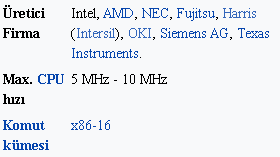 Üretici Intel, AMD, NEC, Fujitsu, Harris
Firma (Intersil), OKI, Siemens AG, Texas
Instruments.
Max. CPU 5 MHz - 10 MHz
hızı
Komut x86-16
kümesi